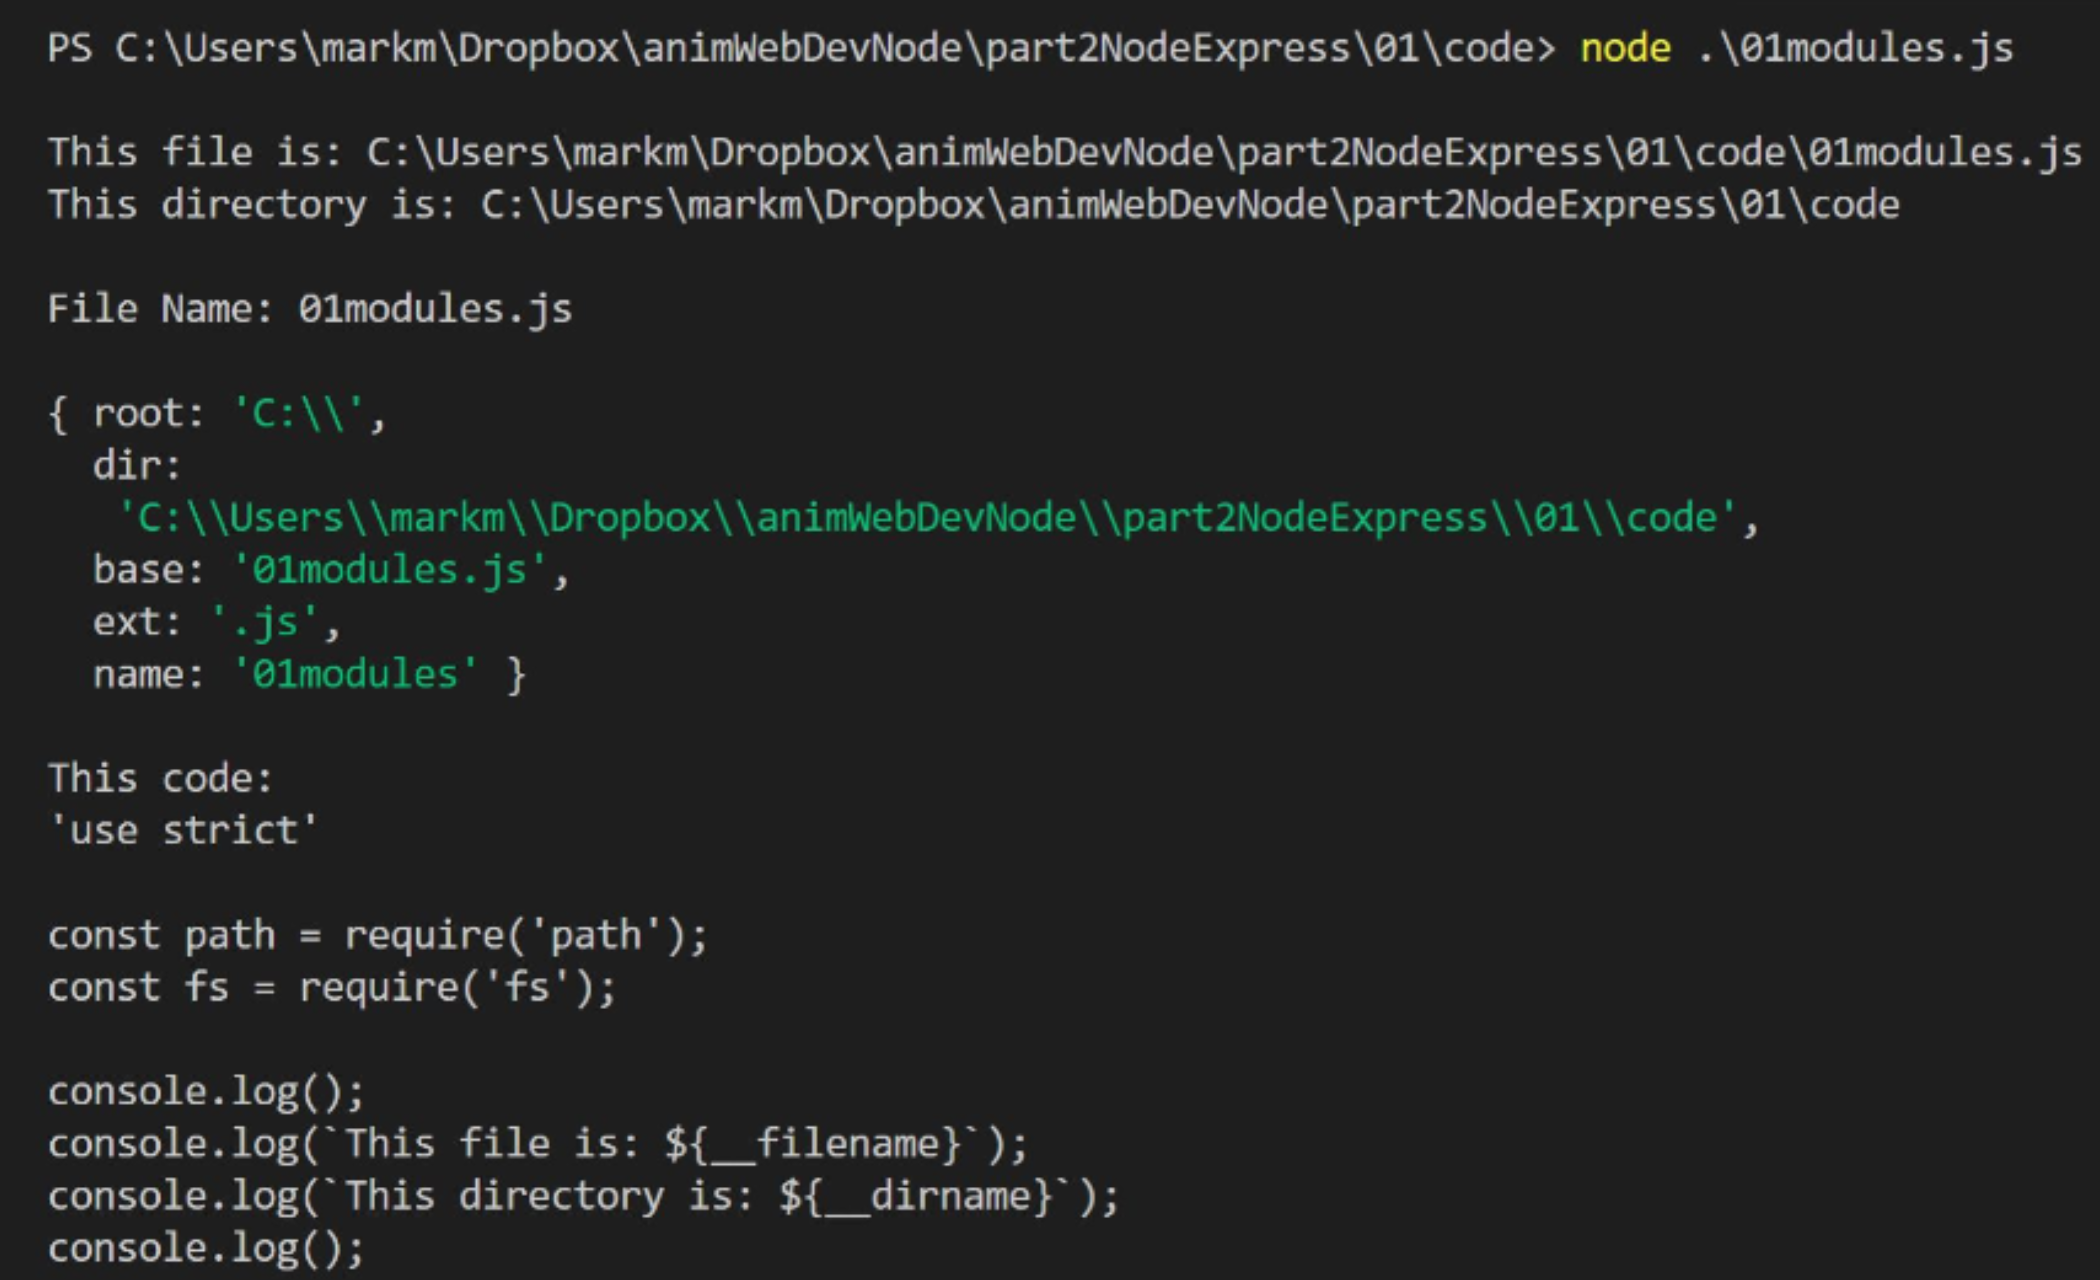 PS C:\Users\markm\Dropbox\animWebDevNode\part2NodeExpress\01\code> node .\01modules.js
This file is: C:\Users\markm\Dropbox\animWebDevNode\part2NodeExpress\01\code\01modules.js
This directory is: C:\Users\markm\Dropbox\animWebDevNode\part2NodeExpress\01\code
File Name: 01modules.js
{ root: 'C:\\',
dir:
'C:\\Users\\markm\\Dropbox\\animWebDevNode\\part2NodeExpress\\01\\code',
base: '01modules.js',
ext: '.js',
name: '01modules' }
This code:
'use strict'
const path = require('path');
const fs = require('fs');
console.log();
console.log(`This file is: ${__filename}`);
console.log(`This directory is: ${__dirname}`);
console.log();